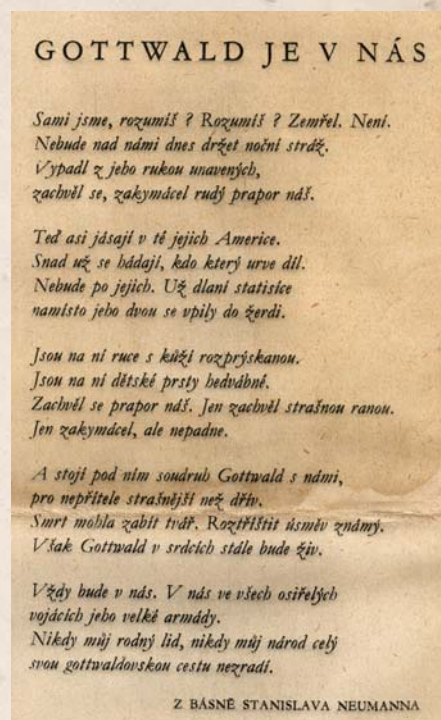 GOTTWALD JE V NÁS
Sami jsme, rozumíš ? Rozumíš ? Zemřel. Není.
Nebude nad námi dnes držet noční stráž.
Vypadl z jeho rukou unavených,
zachvěl se, zakymácel rudý prapor náš.
Teď asi jásají v té jejich Americe.
Snad už se hádají, kdo který urve díl.
Nebude po jejich. Už dlaní statisíce
namísto jeho dvou se vpily do žerdi.
Jsou na ní ruce s kůží rozprýskanou.
Jsou na ní dětské prsty hedvábné.
Zachvěl se prapor náš. Jen zachvěl strašnou ranou.
Jen zakymácel, ale nepadne.
A stojí pod ním soudruh Gottwald s námi,
pro nepřítele strašnější než dřív.
Smrt mohla zabít tvář. Roztříštit úsměv známý.
Však Gottwald v srdcích stále bude živ.
Vždy bude v nás. V nás ve všech osiřelých
vojácích jeho velké armády.
Nikdy můj rodný lid, nikdy můj národ celý
svou gottwaldovskou cestu nezradí.
Z BÁSNĚ STANISLAVA NEUMANNA